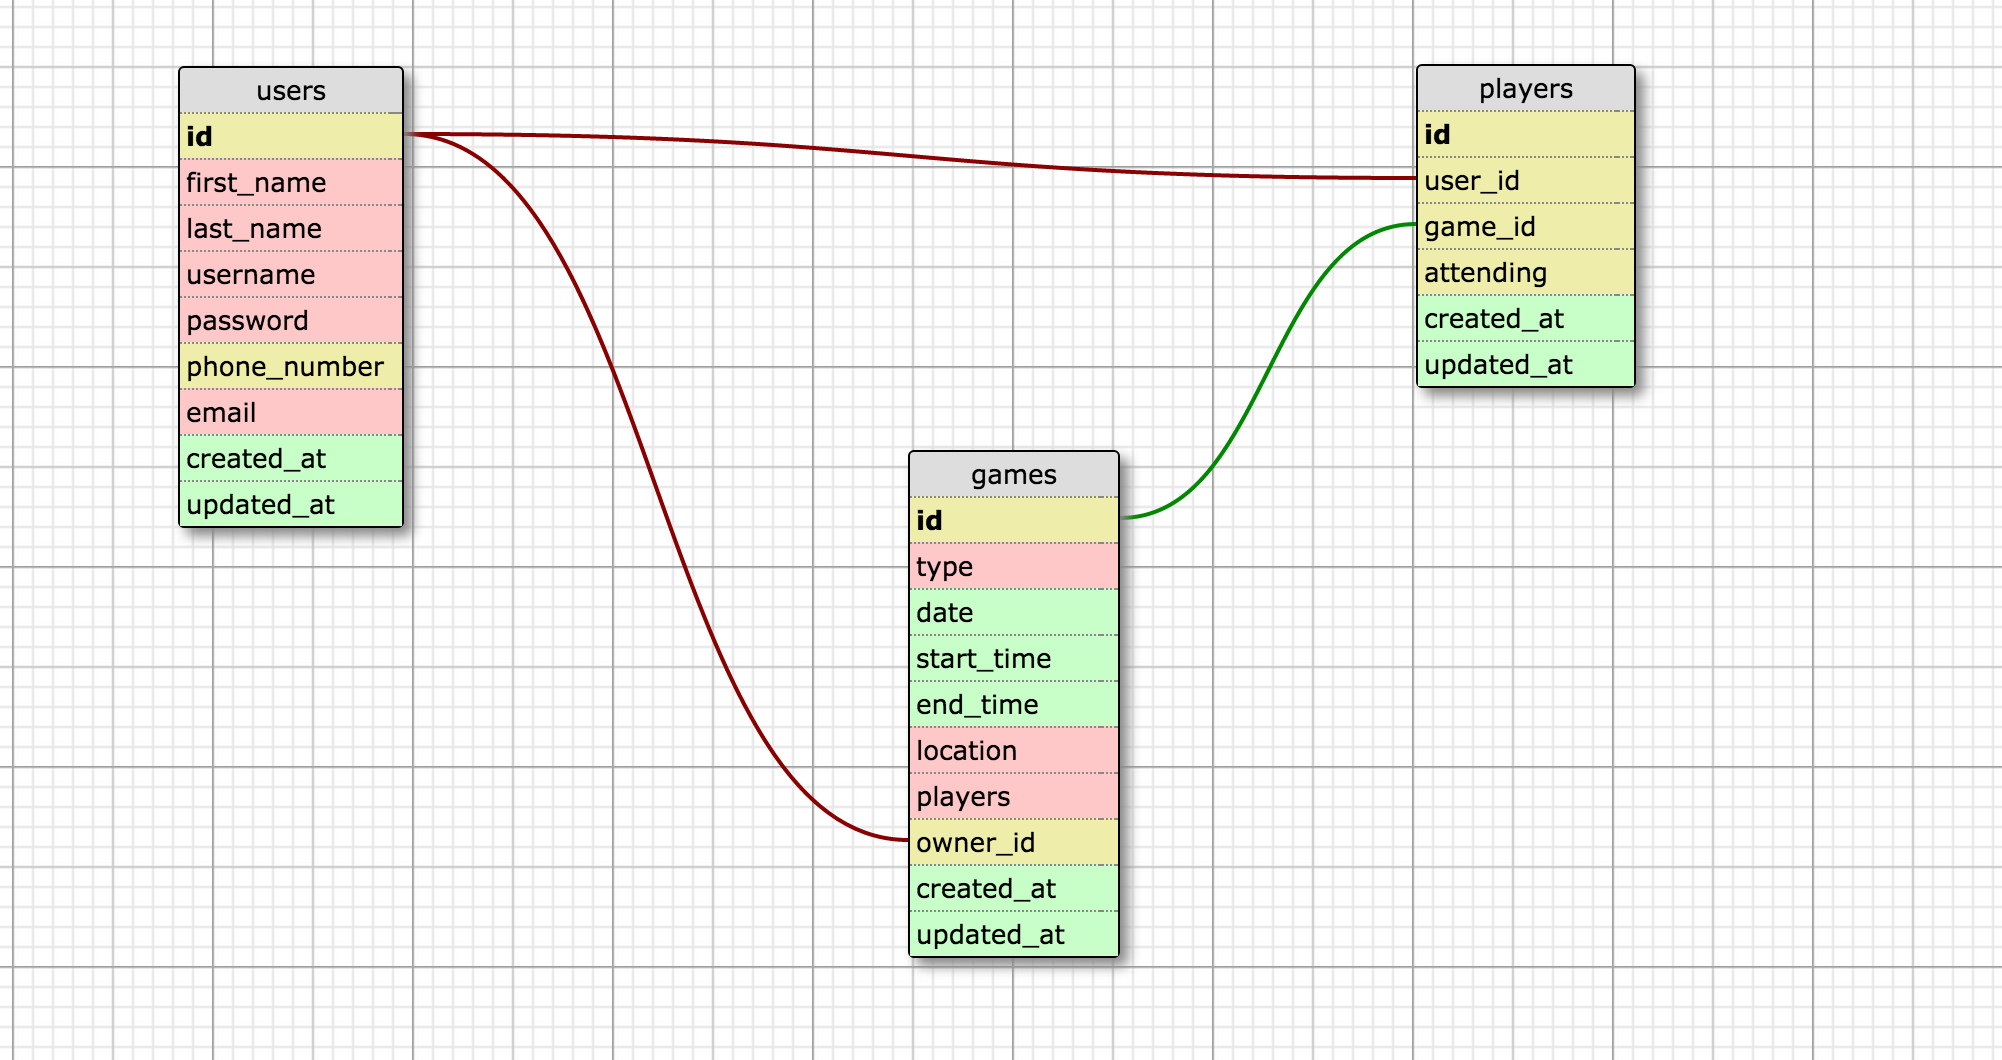 users
id
first_name
last_name
username
password
phone_number
email
created_at
updated_at
players
id
user_id
game_id
attending
created_at
updated_at
games
id
type
date
start_time
end_time
location
players
owner_id
created_at
updated_at